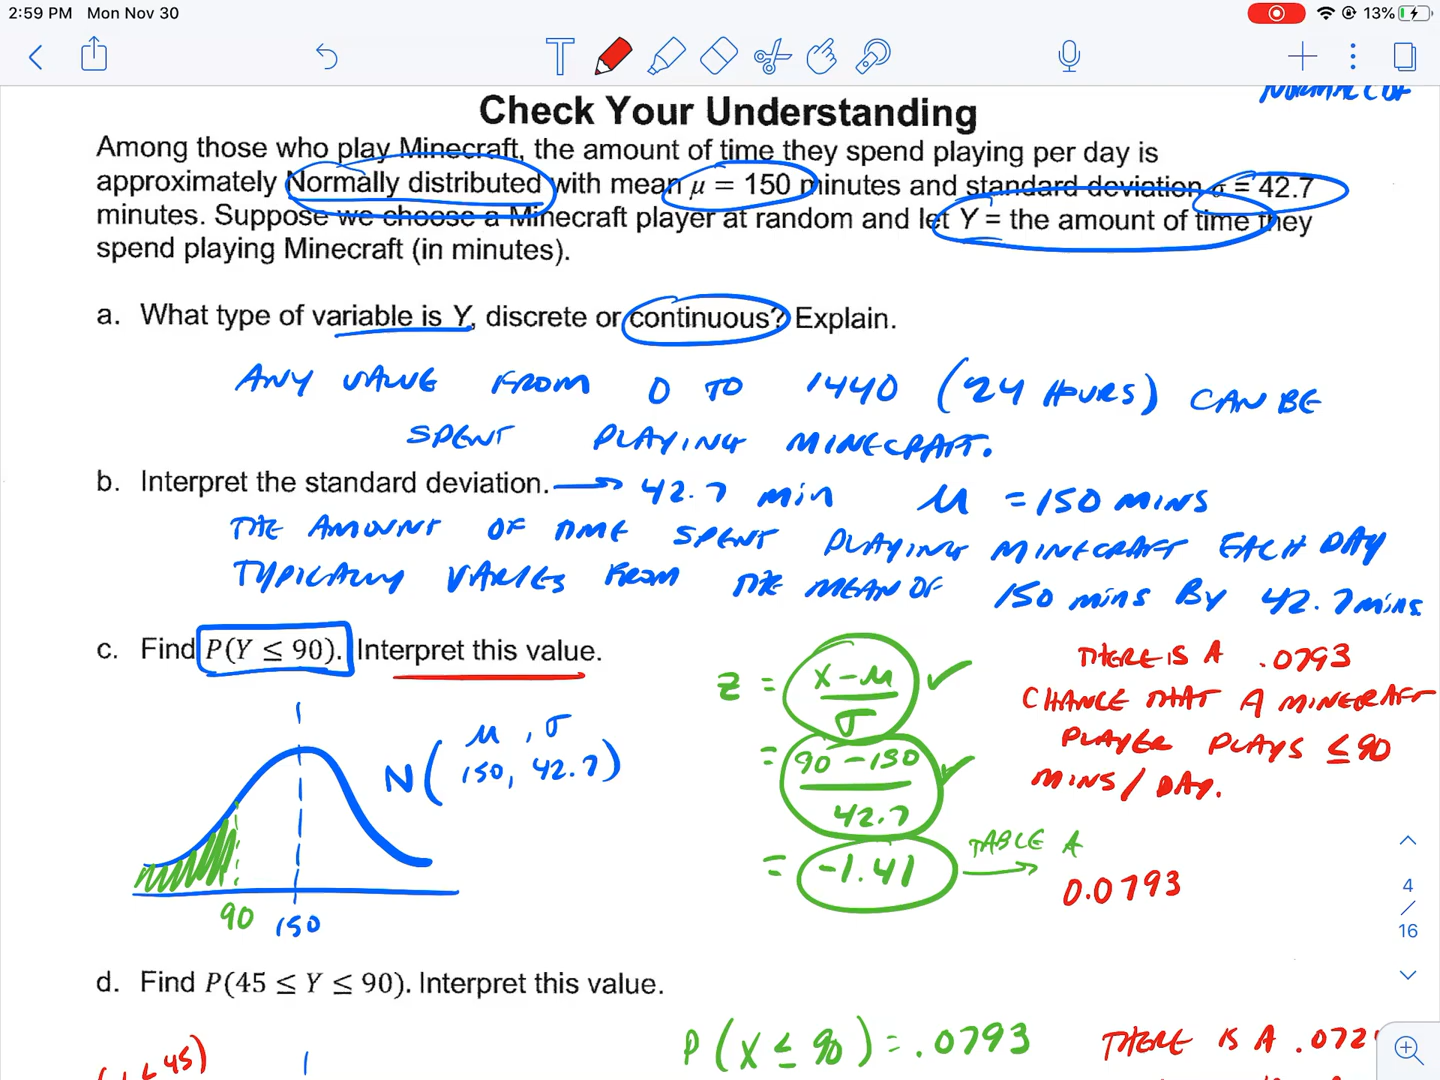 2:59 PM Mon Nov 30
13%
NORMALCDF
Check Your Understanding
Among those who play Minecraft, the amount of time they spend playing per day is
approximately Normally distributed with mean μ = 150 minutes and standard deviation σ = 42.7
minutes. Suppose we choose a Minecraft player at random and let Y = the amount of time they
spend playing Minecraft (in minutes).
a. What type of variable is Y, discrete or continuous? Explain.
ANY VALUE FROM 0 TO 1440 (24 HOURS) CAN BE
SPENT PLAYING MINECRAFT.
b. Interpret the standard deviation. → 42.7 min μ = 150 MINS
THE AMOUNT OF TIME SPENT PLAYING MINECRAFT EACH DAY
TYPICALLY VARIES FROM THE MEAN OF 150 MINS BY 42.7 MINS.
c. Find P(Y ≤ 90). Interpret this value.
μ, σ
N(150, 42.7)
90 150
Z = X-μ / σ
= 90-150 / 42.7
= -1.41
TABLE A
0.0793
THERE IS A .0793
CHANCE THAT A MINECRAFT
PLAYER PLAYS ≤ 90
MINS/DAY.
4
/
16
d. Find P(45 ≤ Y ≤ 90). Interpret this value.
< 45)
P(X ≤ 90) = .0793
THERE IS A .072